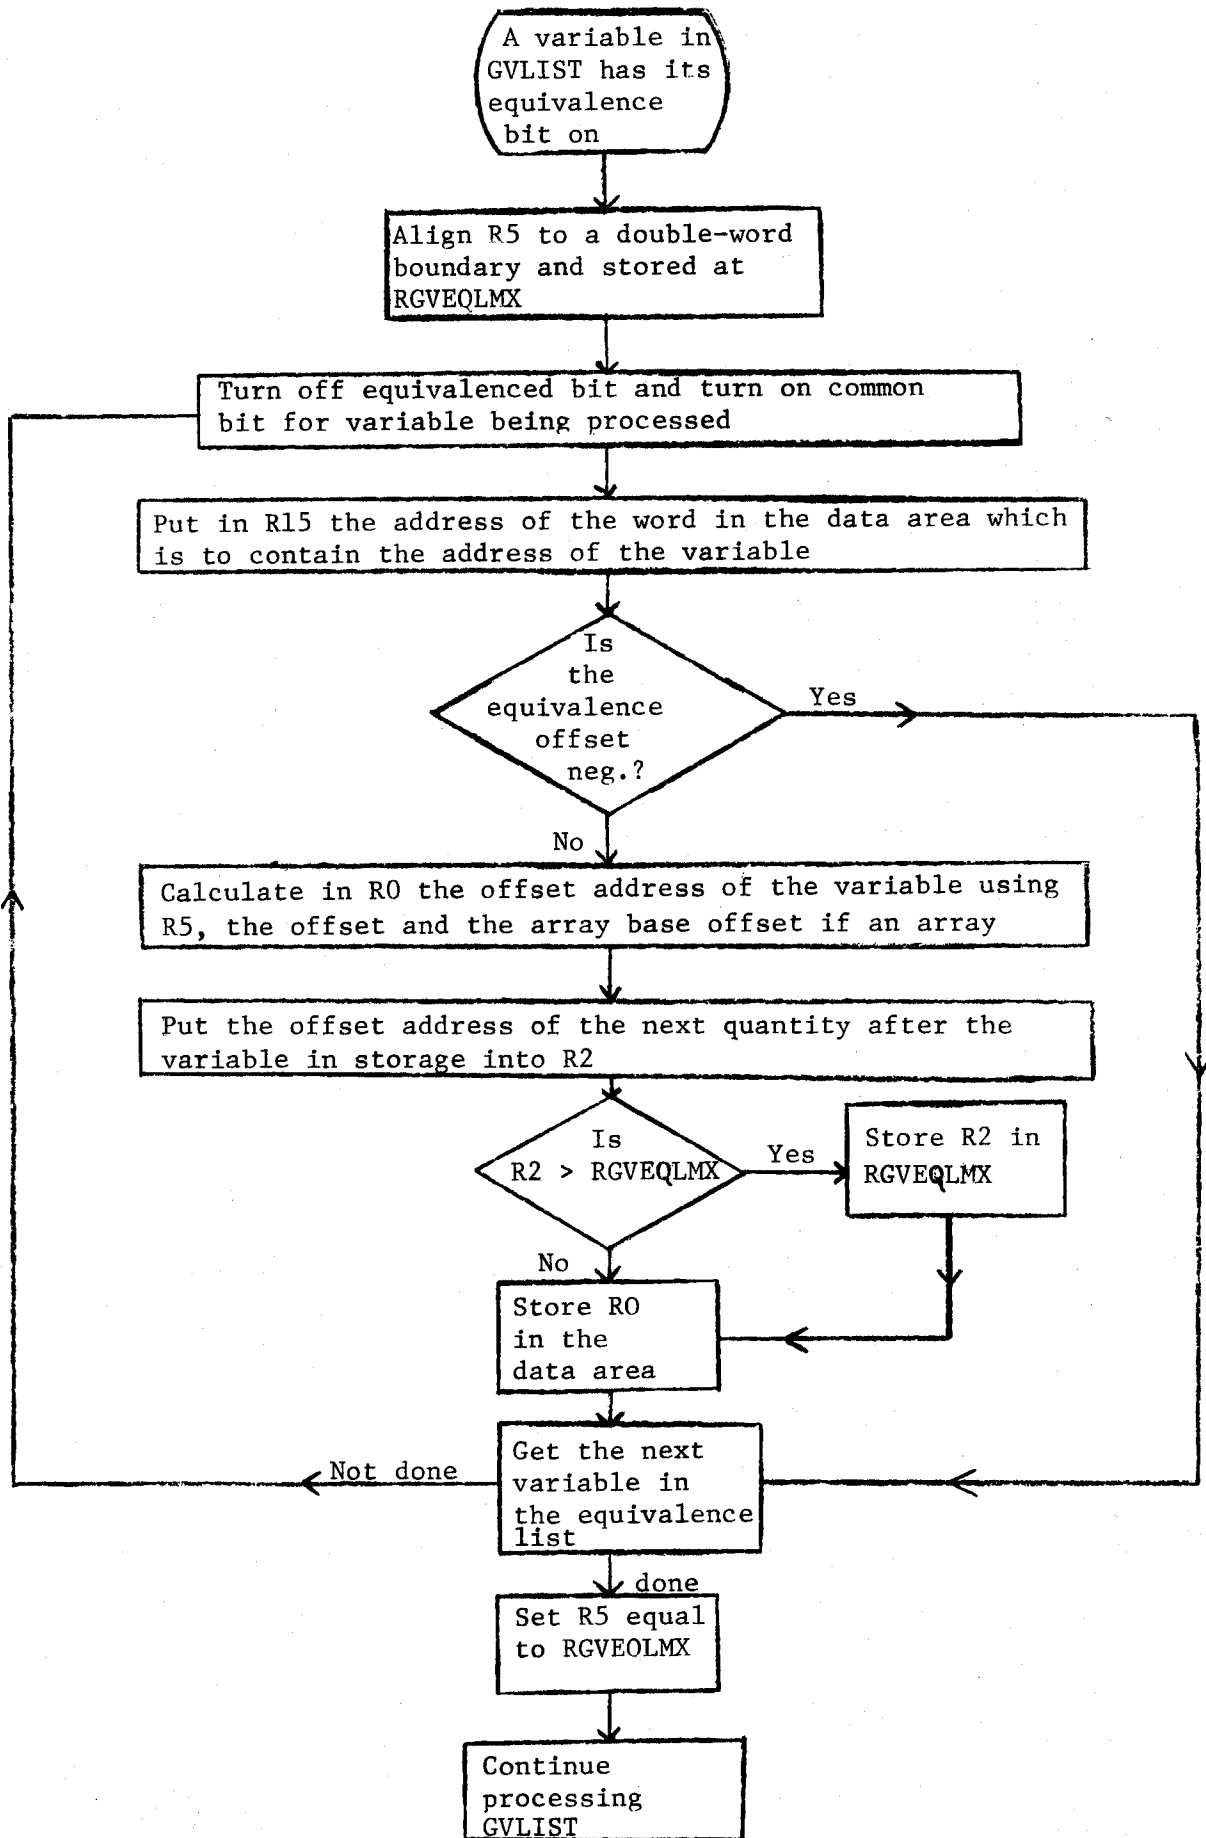 A variable in
GVLIST has its
equivalence
bit on
Align R5 to a double-word
boundary and stored at
RGVEQLMX
Turn off equivalenced bit and turn on common
bit for variable being processed
Put in R15 the address of the word in the data area which
is to contain the address of the variable
Is
the
equivalence
offset
neg.?
Yes
No
Calculate in R0 the offset address of the variable using
R5, the offset and the array base offset if an array
Put the offset address of the next quantity after the
variable in storage into R2
Is
R2 > RGVEQLMX
Yes
Store R2 in
RGVEQLMX
No
Store R0
in the
data area
Get the next
variable in
the equivalence
list
Not done
done
Set R5 equal
to RGVEOLMX
Continue
processing
GVLIST